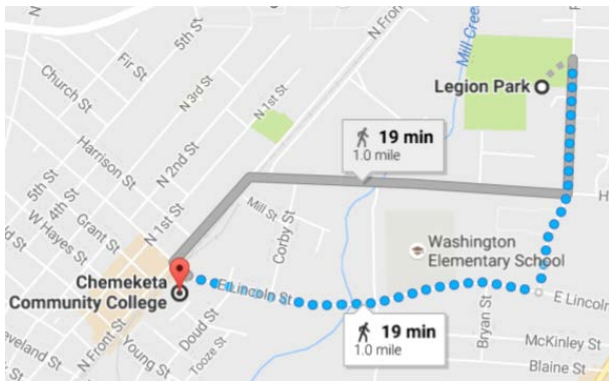 N Front
5th St
Mill Creek
Fir St
Church St
N 3rd St
N 1st St
Legion Park
19 min
1.0 mile
Harrison St
N 2nd St
5th St
4th St
W Hayes St
Grant St
N 1st St
Mill St
Corby St
Washington
Elementary School
Chemeketa
Community College
E Lincoln St
E Lincoln
19 min
1.0 mile
Bryan St
N Front St
Doud St
Tooze St
Young St
McKinley St
Blaine St